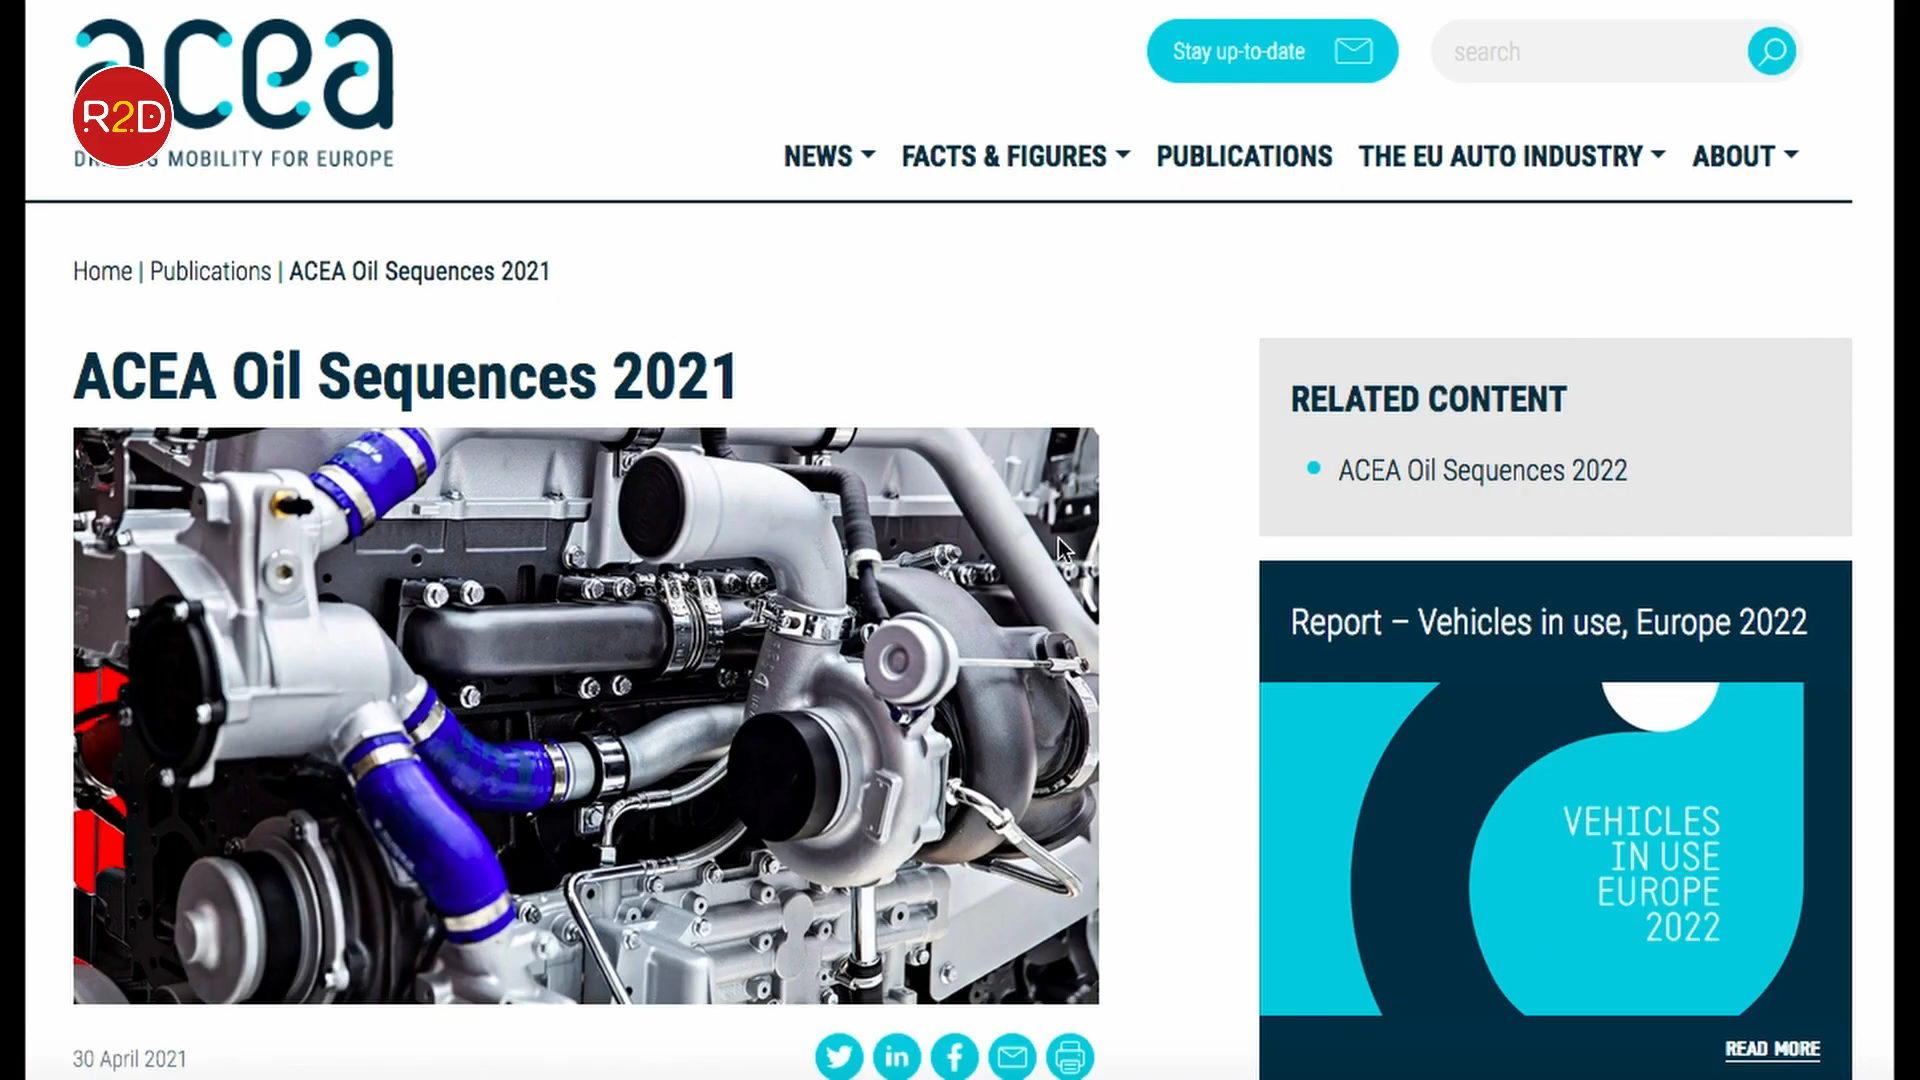 acea
R2D
MOBILITY FOR EUROPE
Stay up-to-date
search
NEWS
FACTS & FIGURES
PUBLICATIONS
THE EU AUTO INDUSTRY
ABOUT
Home | Publications | ACEA Oil Sequences 2021
ACEA Oil Sequences 2021
RELATED CONTENT
ACEA Oil Sequences 2022
Report – Vehicles in use, Europe 2022
VEHICLES
IN USE
EUROPE
2022
READ MORE
30 April 2021